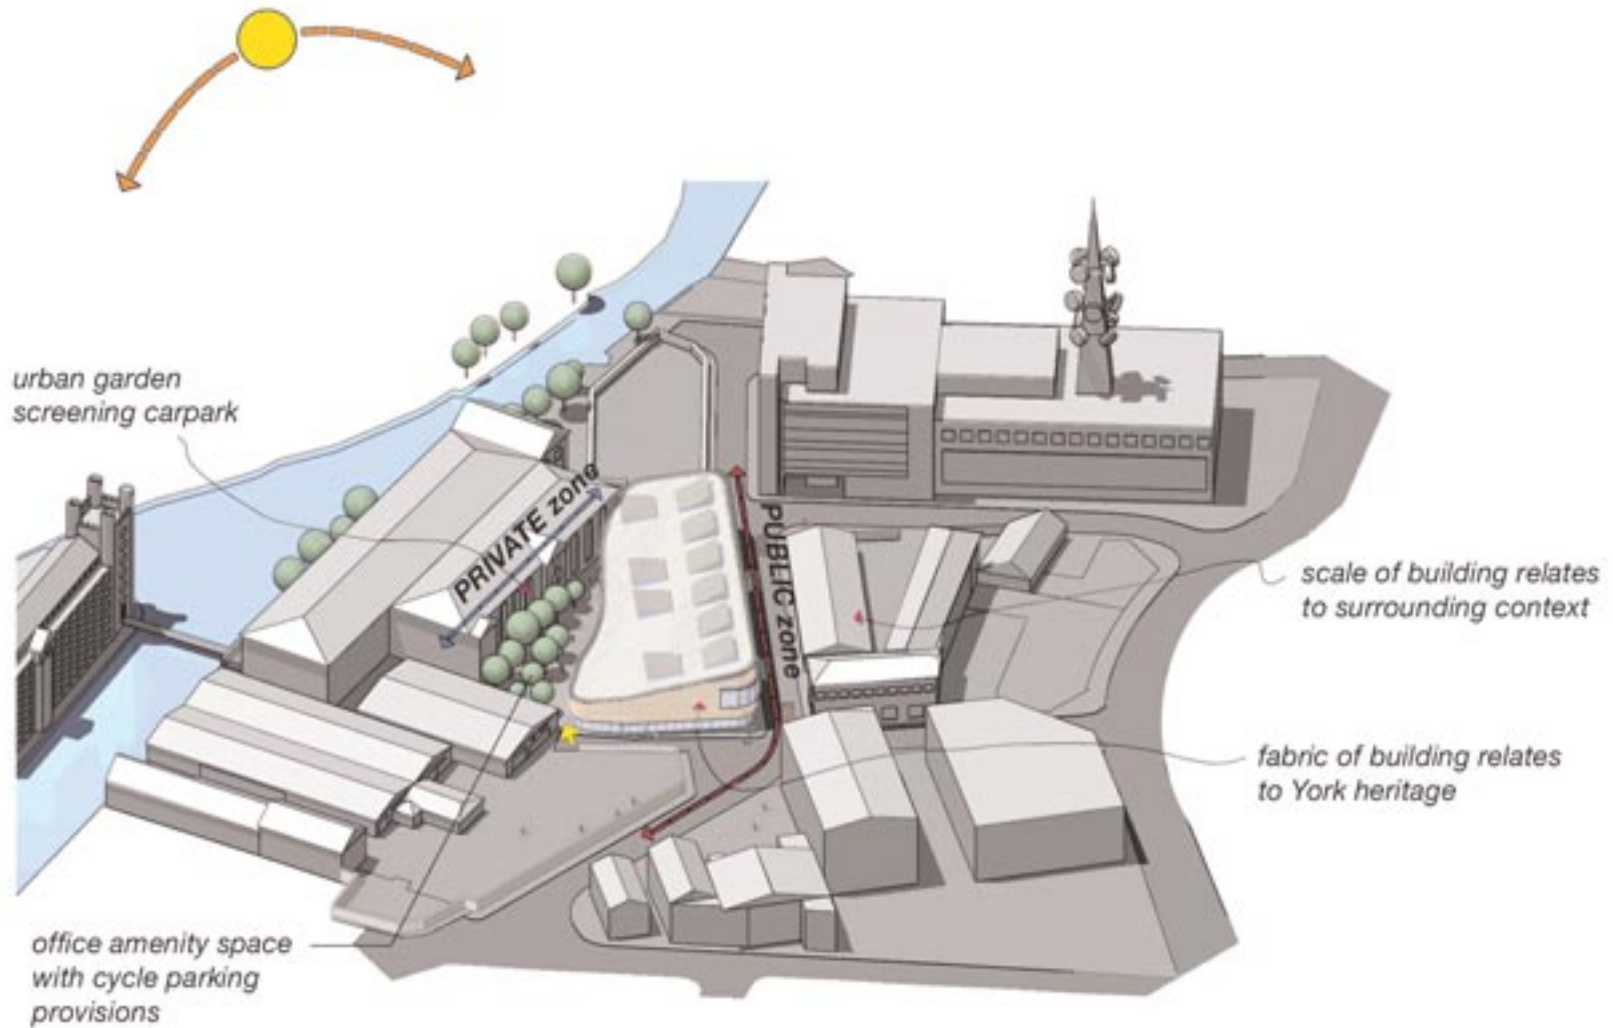 urban garden
screening carpark
PRIVATE zone
PUBLIC zone
scale of building relates
to surrounding context
fabric of building relates
to York heritage
office amenity space
with cycle parking
provisions